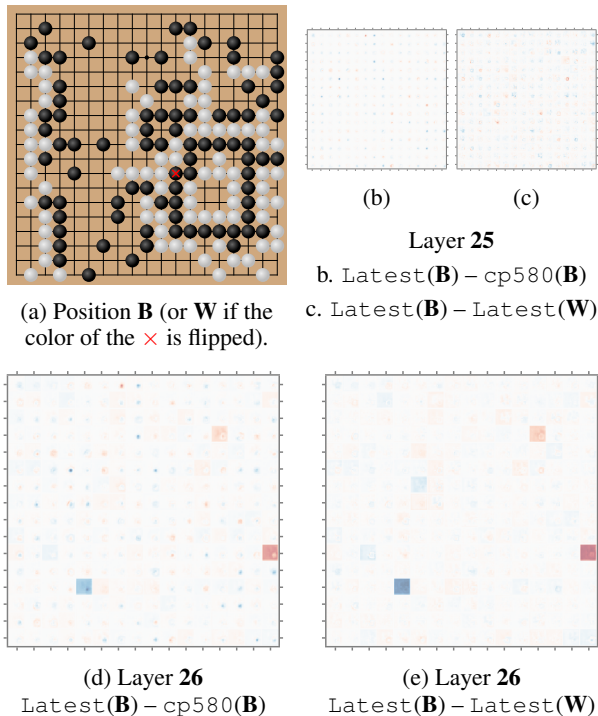 (b)
(c)
Layer 25
b. Latest(B) − cp580(B)
c. Latest(B) − Latest(W)
(a) Position B (or W if the
color of the × is flipped).
(d) Layer 26
Latest(B) − cp580(B)
(e) Layer 26
Latest(B) − Latest(W)